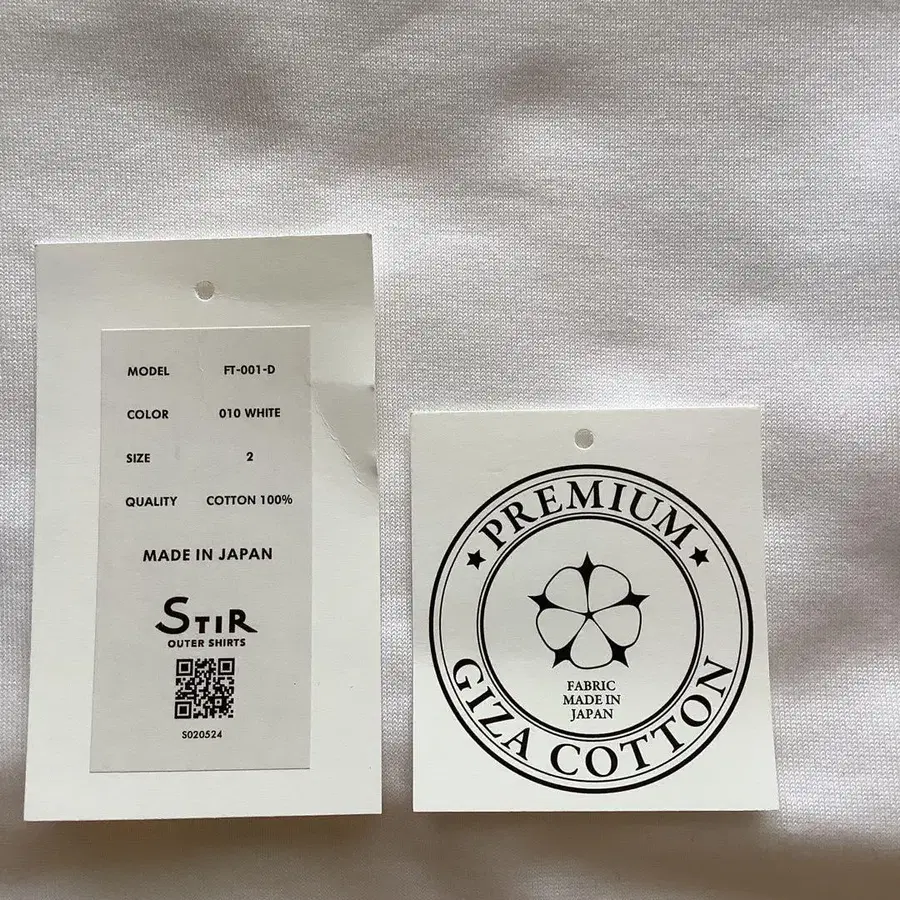 MODEL FT-001-D
COLOR 010 WHITE
SIZE 2
QUALITY COTTON 100%
MADE IN JAPAN
STIR
OUTER SHIRTS
S020524
PREMIUM
FABRIC
MADE IN
JAPAN
GIZA COTTON